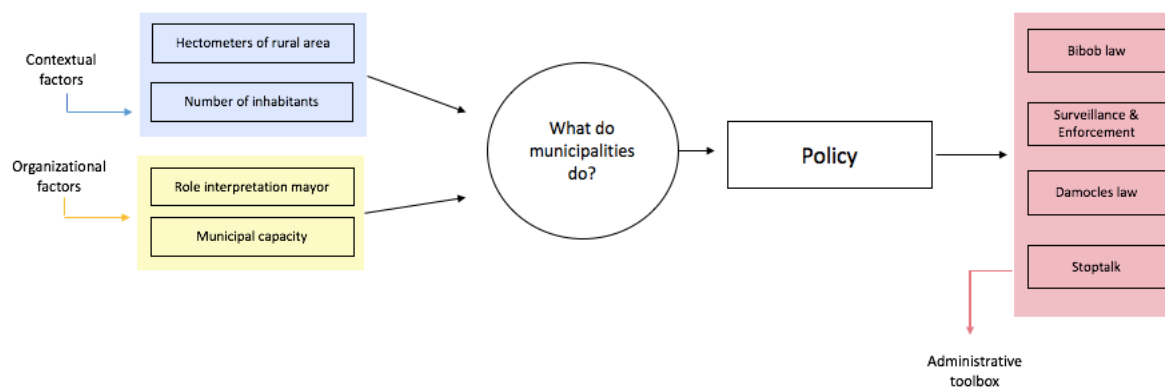 Contextual
factors
Hectometers of rural area
Number of inhabitants
Organizational
factors
Role interpretation mayor
Municipal capacity
What do
municipalities
do?
Policy
Bibob law
Surveillance &
Enforcement
Damocles law
Stoptalk
Administrative
toolbox